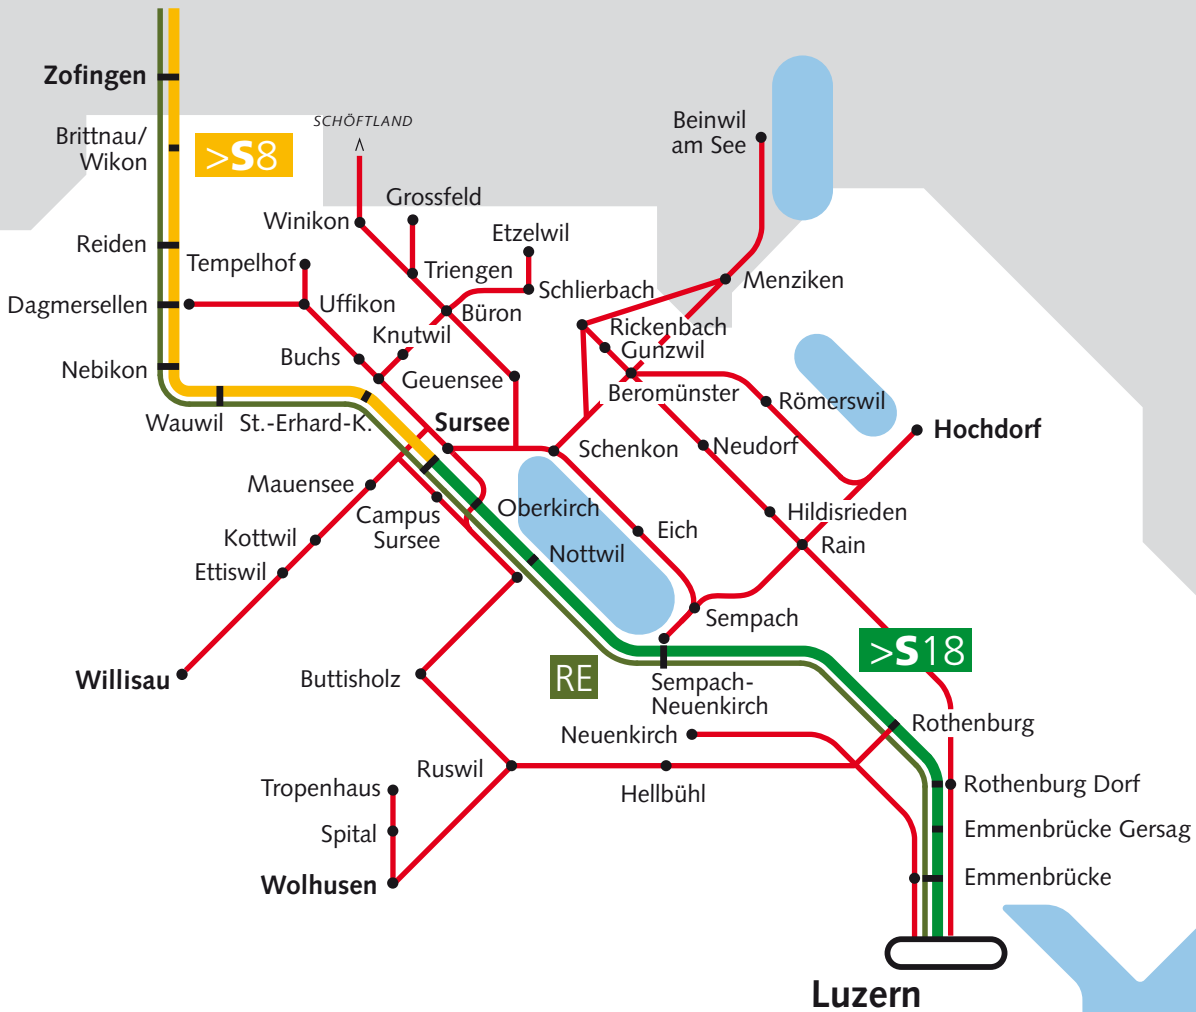 Zofingen
Brittnau/
Wikon
>S8
SCHÖFTLAND
Beinwil
am See
Grossfeld
Winikon
Etzelwil
Reiden
Tempelhof
Triengen
Menziken
Schlierbach
Dagmersellen
Uffikon
Büron
Rickenbach
Knutwil
Gunzwil
Buchs
Nebikon
Geuensee
Beromünster
Römerswil
Wauwil
St.-Erhard-K.
Sursee
Hochdorf
Schenkon
Neudorf
Mauensee
Oberkirch
Campus
Sursee
Hildisrieden
Kottwil
Eich
Rain
Nottwil
Ettiswil
Sempach
>S18
Willisau
Buttisholz
RE
Sempach-
Neuenkirch
Rothenburg
Neuenkirch
Ruswil
Hellbühl
Tropenhaus
Rothenburg Dorf
Spital
Emmenbrücke Gersag
Wolhusen
Emmenbrücke
Luzern